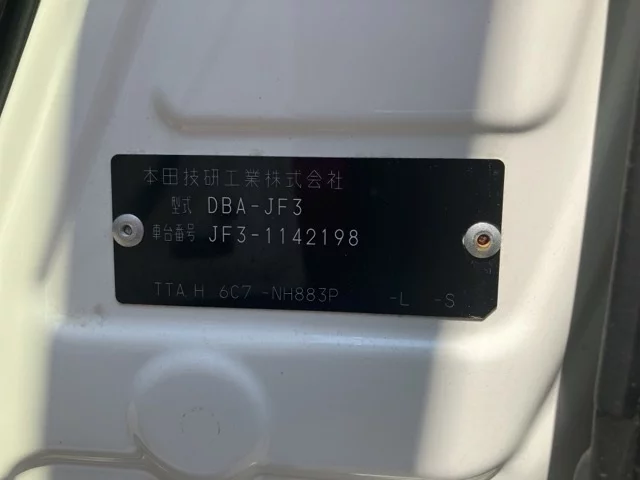 本田技研工業株式会社
型式 DBA-JF3
車台番号 JF3-1142198
TTA H 6C7 -NH883P -L -S